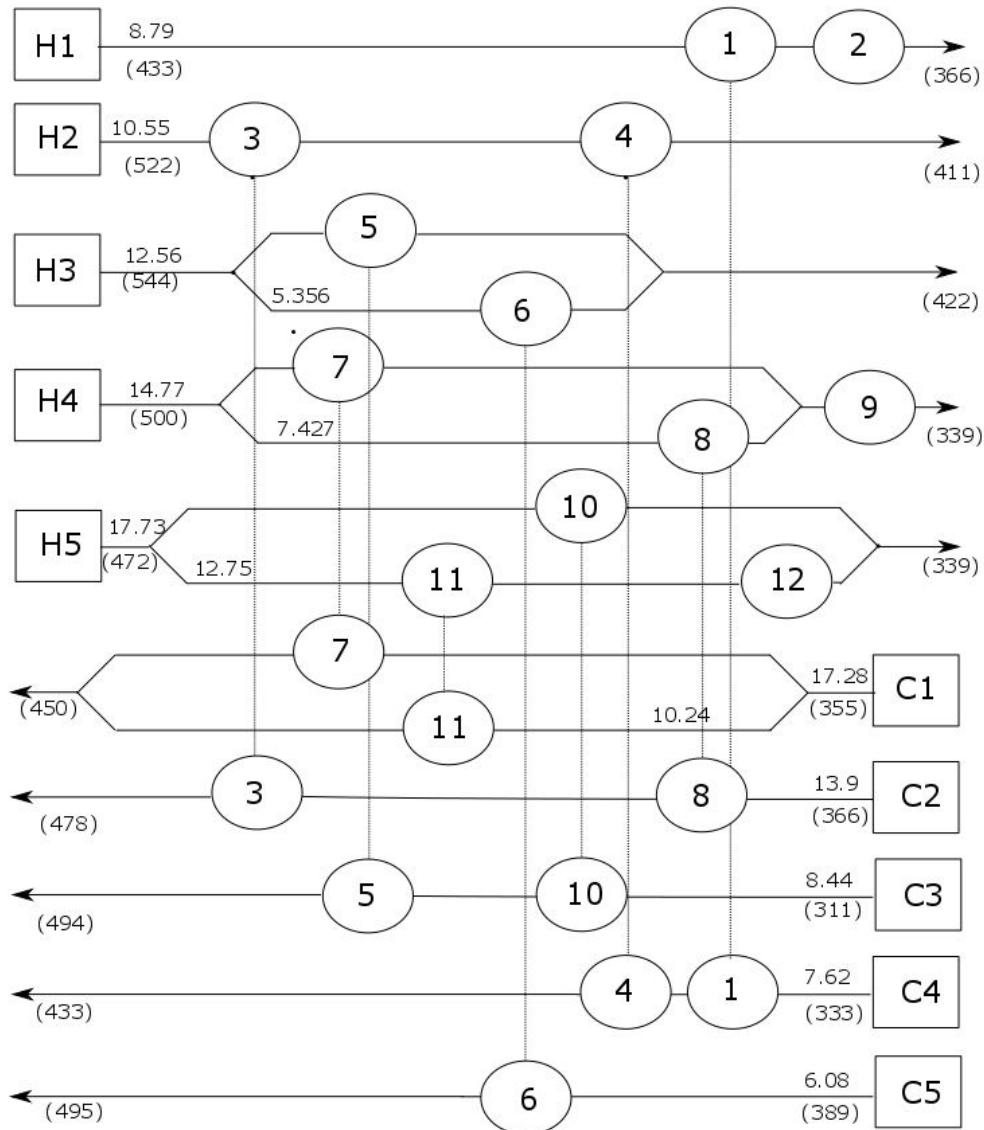 H1 8.79 (433) 1 2 (366)
H2 10.55 (522) 3 4 (411)
H3 12.56 (544) 5 (422)
5.356 6
H4 14.77 (500) 7 9 (339)
7.427 8
H5 17.73 (472) 10 (339)
12.75 11 12
(450) 7 17.28 (355) C1
11 10.24
(478) 3 8 13.9 (366) C2
(494) 5 10 8.44 (311) C3
(433) 4 1 7.62 (333) C4
(495) 6 6.08 (389) C5